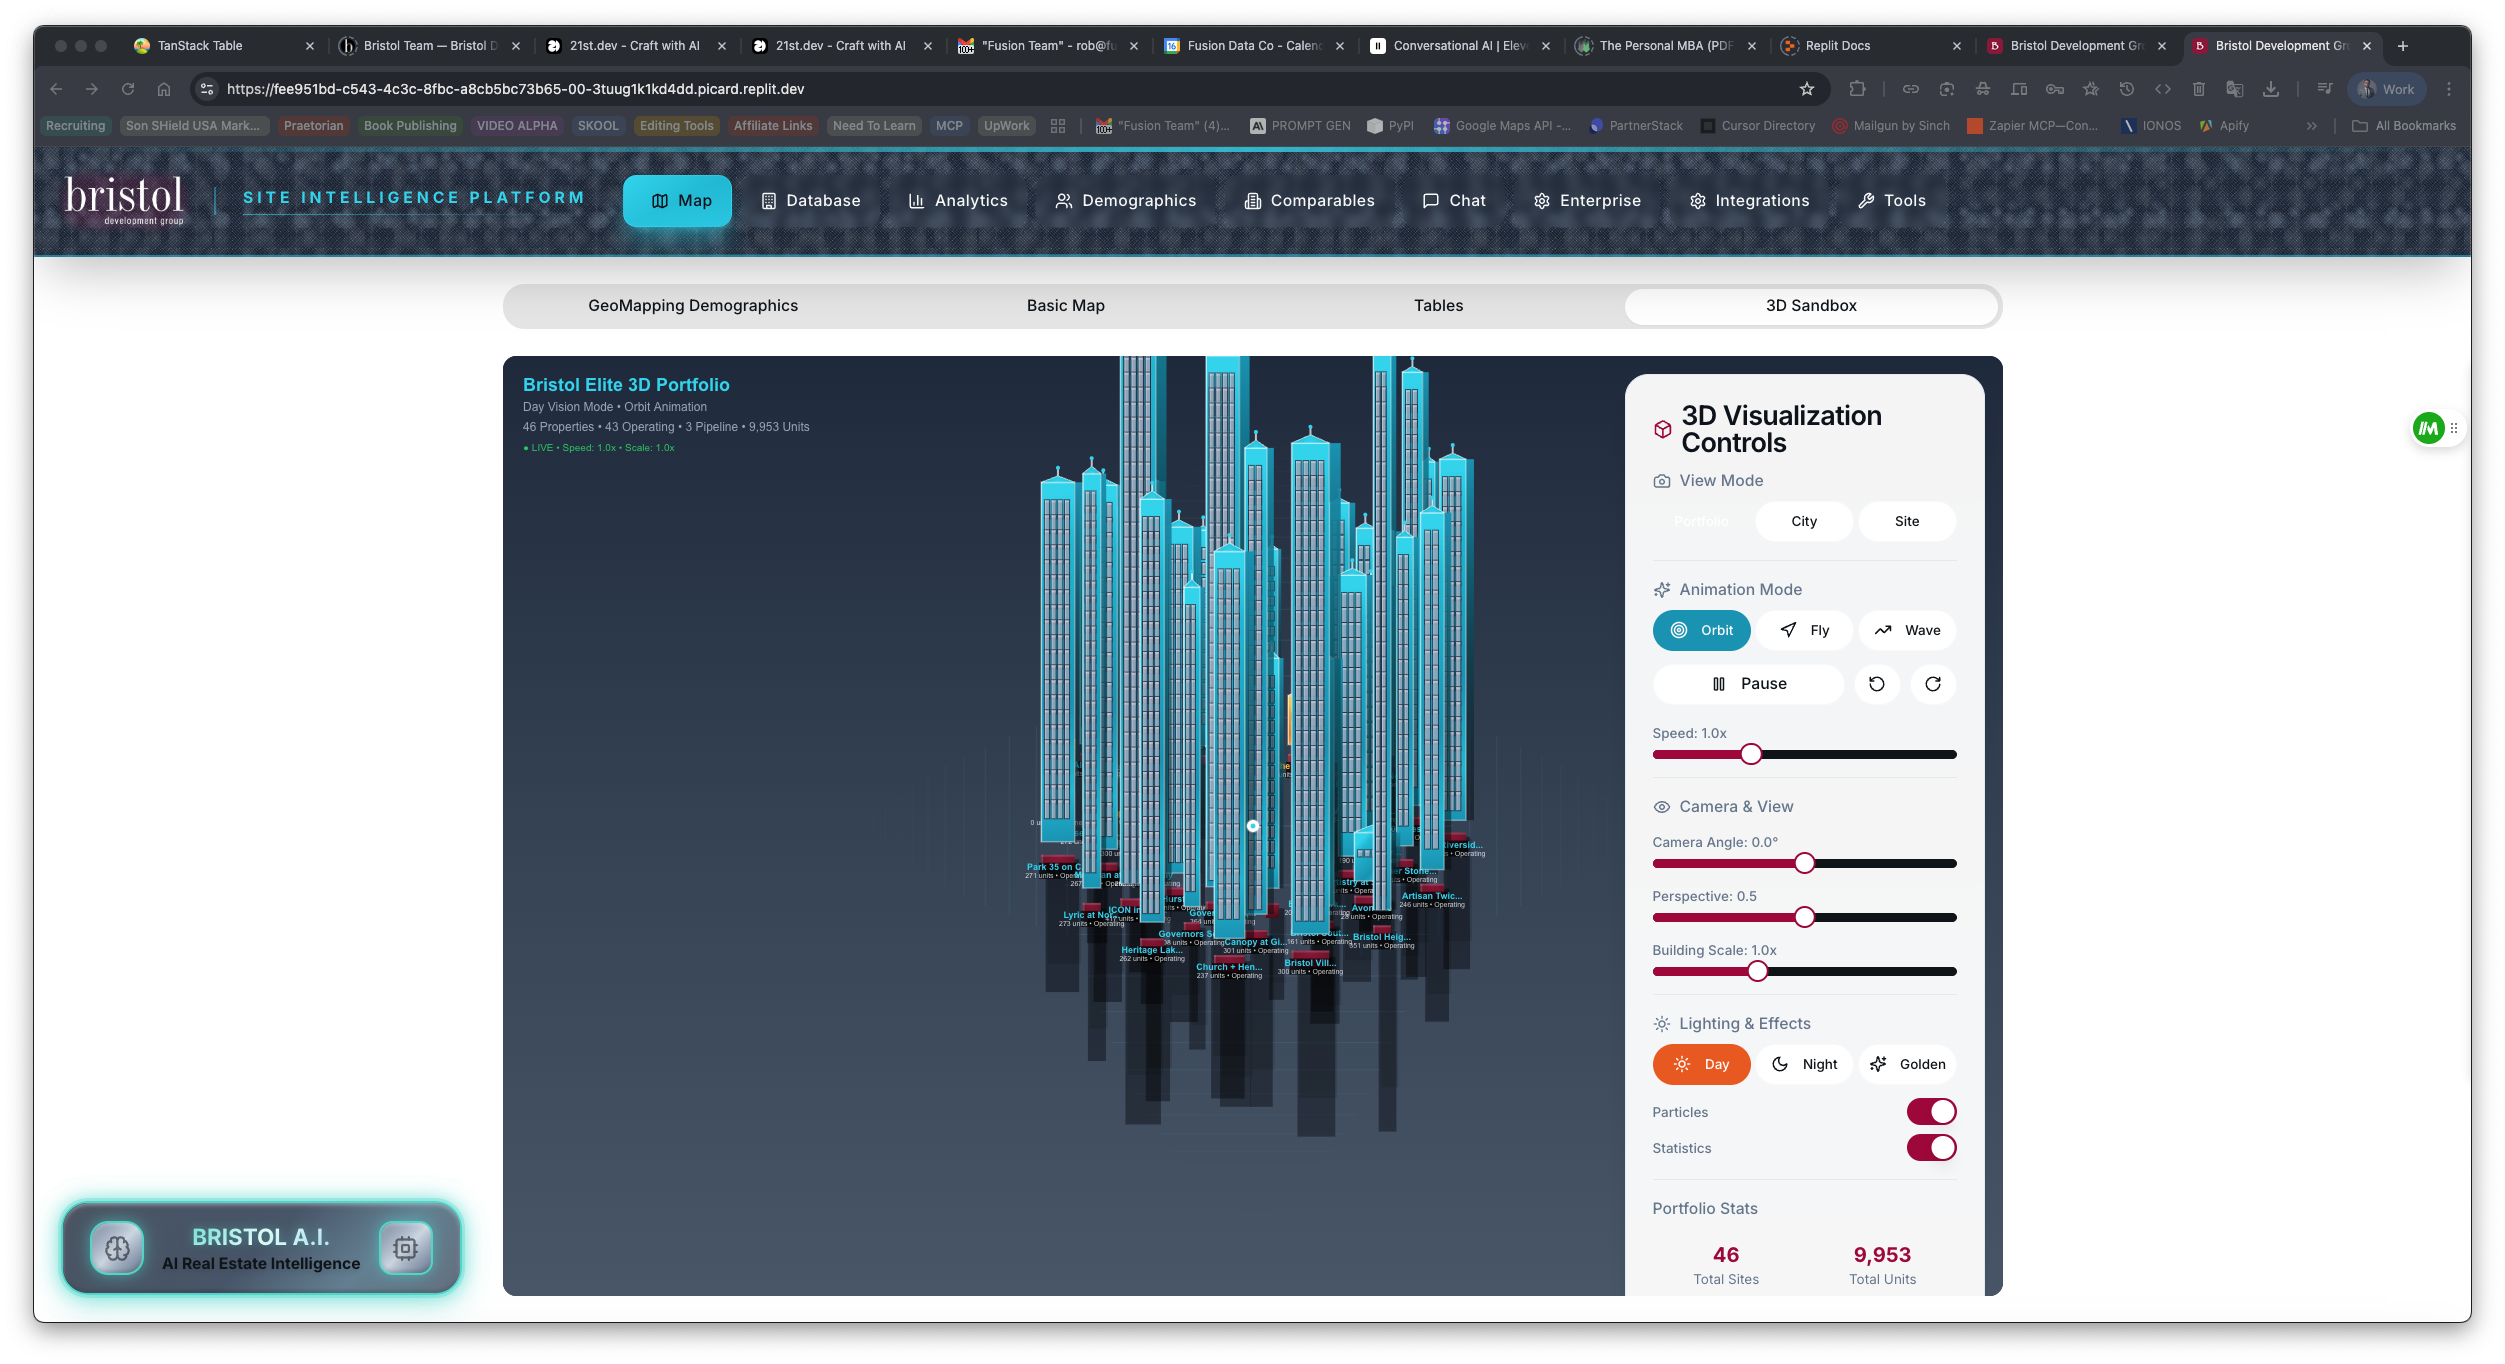 TanStack Table
Bristol Team — Bristol D
21st.dev - Craft with AI
21st.dev - Craft with AI
"Fusion Team" - rob@fu
Fusion Data Co - Calend
Conversational AI | Elev
The Personal MBA (PDF
Replit Docs
Bristol Development Gr
Bristol Development Gr
https://fee951bd-c543-4c3c-8fbc-a8cb5bc73b65-00-3tuug1k1kd4dd.picard.replit.dev
Work
Recruiting
Son SHield USA Mark...
Praetorian
Book Publishing
VIDEO ALPHA
SKOOL
Editing Tools
Affiliate Links
Need To Learn
MCP
UpWork
"Fusion Team" (4)...
PROMPT GEN
PyPI
Google Maps API -...
PartnerStack
Cursor Directory
Mailgun by Sinch
Zapier MCP—Con...
IONOS
Apify
All Bookmarks
bristol
development group
SITE INTELLIGENCE PLATFORM
Map
Database
Analytics
Demographics
Comparables
Chat
Enterprise
Integrations
Tools
GeoMapping Demographics
Basic Map
Tables
3D Sandbox
Bristol Elite 3D Portfolio
Day Vision Mode • Orbit Animation
46 Properties • 43 Operating • 3 Pipeline • 9,953 Units
• LIVE • Speed: 1.0x • Scale: 1.0x
Park 35 on C
Lyric at Nor...
273 units • Operating
ICON in
Heritage Lak...
262 units • Operating
Governors S
Canopy at Gi...
301 units • Operating
Church + Hen...
237 units • Operating
Bristol Vill...
300 units • Operating
Bristol Heig...
351 units • Operating
Artisan Twic...
246 units • Operating
3D Visualization
Controls
View Mode
Portfolio
City
Site
Animation Mode
Orbit
Fly
Wave
Pause
Speed: 1.0x
Camera & View
Camera Angle: 0.0°
Perspective: 0.5
Building Scale: 1.0x
Lighting & Effects
Day
Night
Golden
Particles
Statistics
Portfolio Stats
46
Total Sites
9,953
Total Units
BRISTOL A.I.
AI Real Estate Intelligence